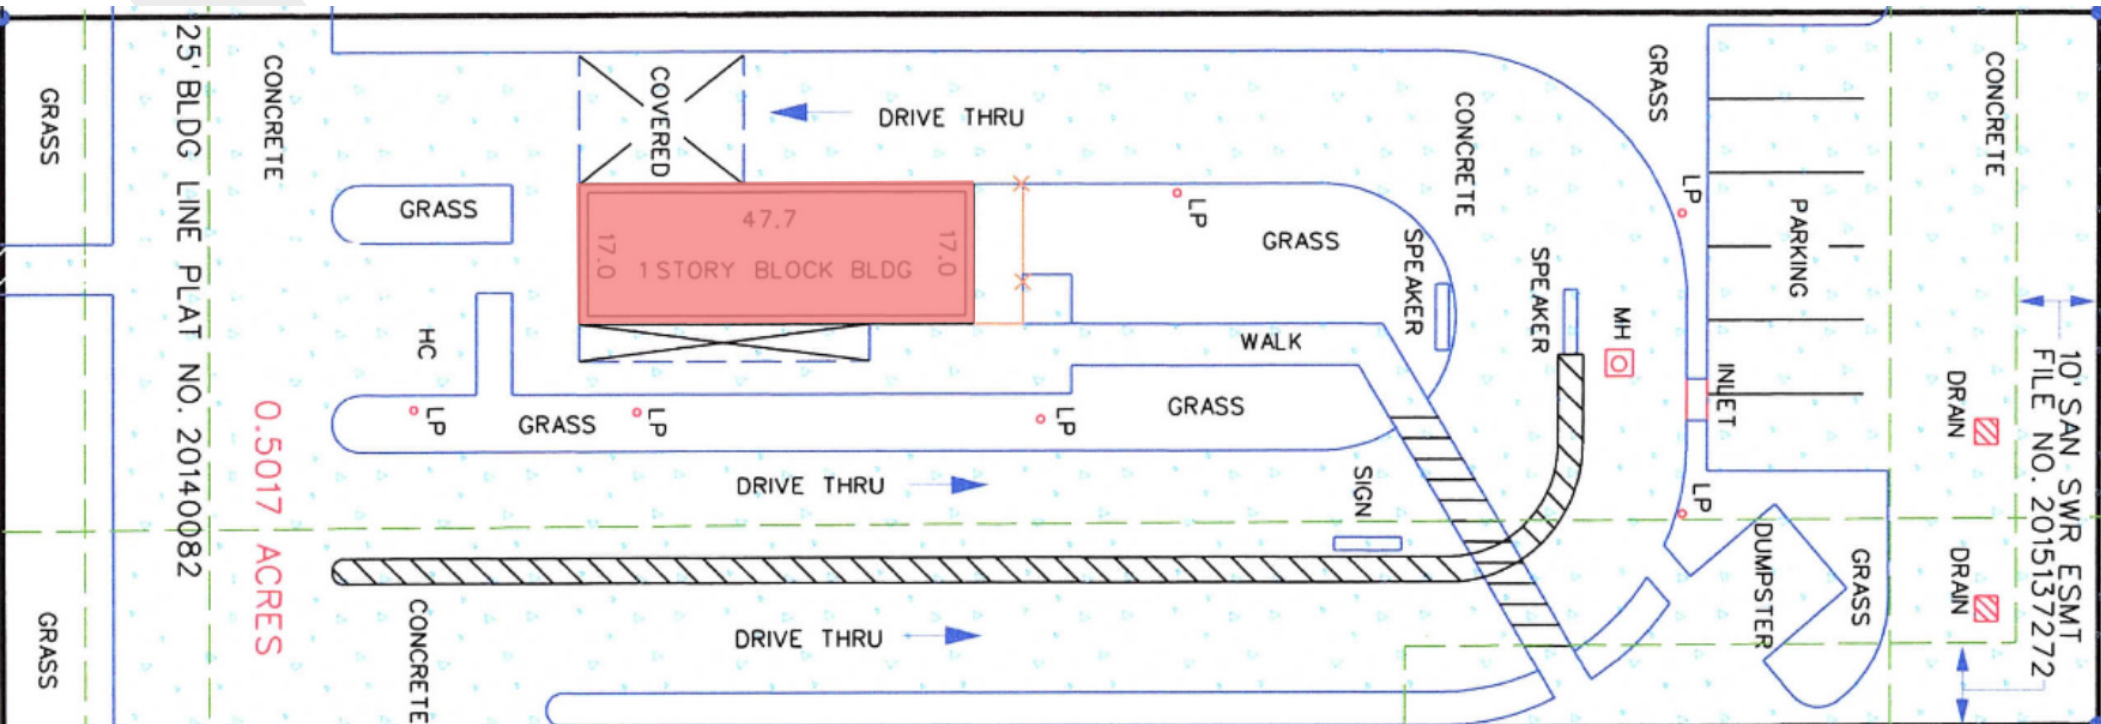 GRASS
25' BLDG LINE PLAT NO. 20140082
CONCRETE
COVERED
DRIVE THRU
CONCRETE
GRASS
CONCRETE
GRASS
47.7
17.0
17.0
1 STORY BLOCK BLDG
LP
GRASS
SPEAKER
SPEAKER
LP
PARKING
MH
INLET
10' SAN SWR ESMT
FILE NO. 2015137272
HC
WALK
DRAIN
LP
GRASS
LP
LP
GRASS
0.5017 ACRES
DRIVE THRU
SIGN
LP
DUMPSTER
GRASS
DRAIN
GRASS
CONCRETE
DRIVE THRU